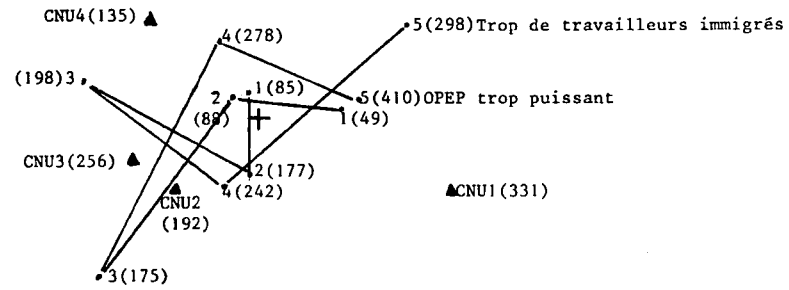 CNU4(135)
4(278)
5(298)Trop de travailleurs immigrés
(198)3
2
1(85)
5(410)OPEP trop puissant
(88)
1(49)
CNU3(256)
2(177)
4(242)
CNU1(331)
CNU2
(192)
3(175)